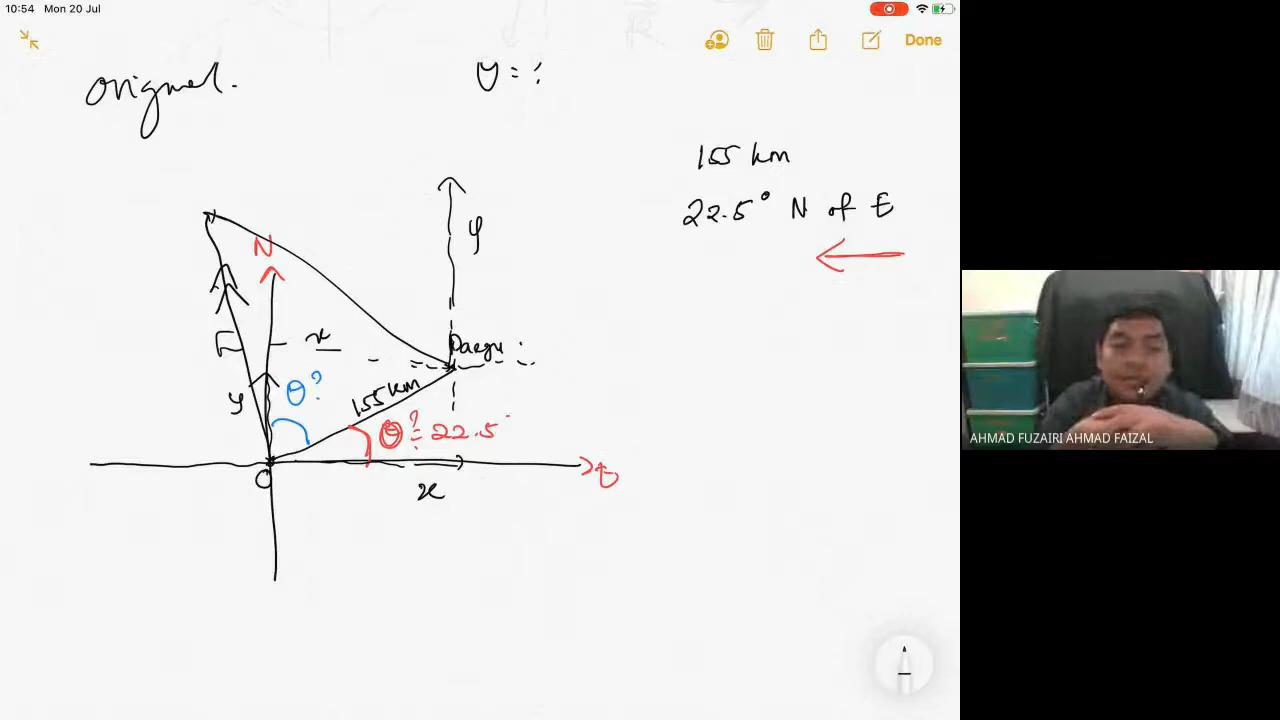 10:54 Mon 20 Jul
Done
original.
θ = ?
155 km
22.5° N of E
N
y
x
Daegu
θ?
155 km
y
θ = 22.5°
?
O
x
E
AHMAD FUZAIRI AHMAD FAIZAL